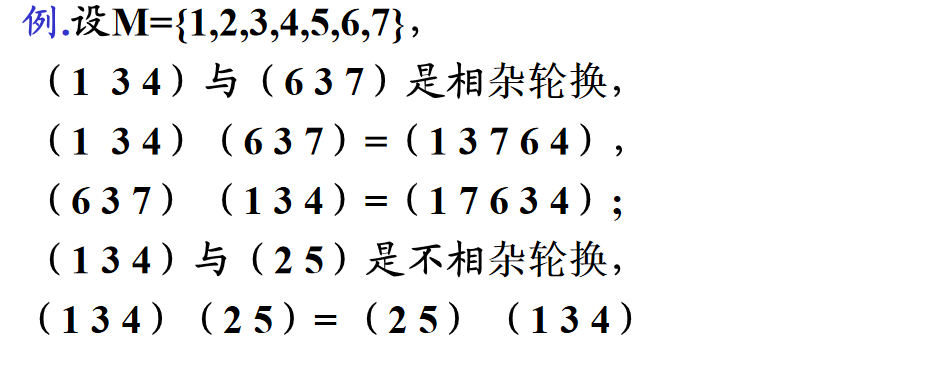 例.设M={1,2,3,4,5,6,7}，
（1 3 4）与（6 3 7）是相杂轮换，
（1 3 4）（6 3 7）=（1 3 7 6 4），
（6 3 7）（1 3 4）=（1 7 6 3 4）；
（1 3 4）与（2 5）是不相杂轮换，
（1 3 4）（2 5）=（2 5）（1 3 4）